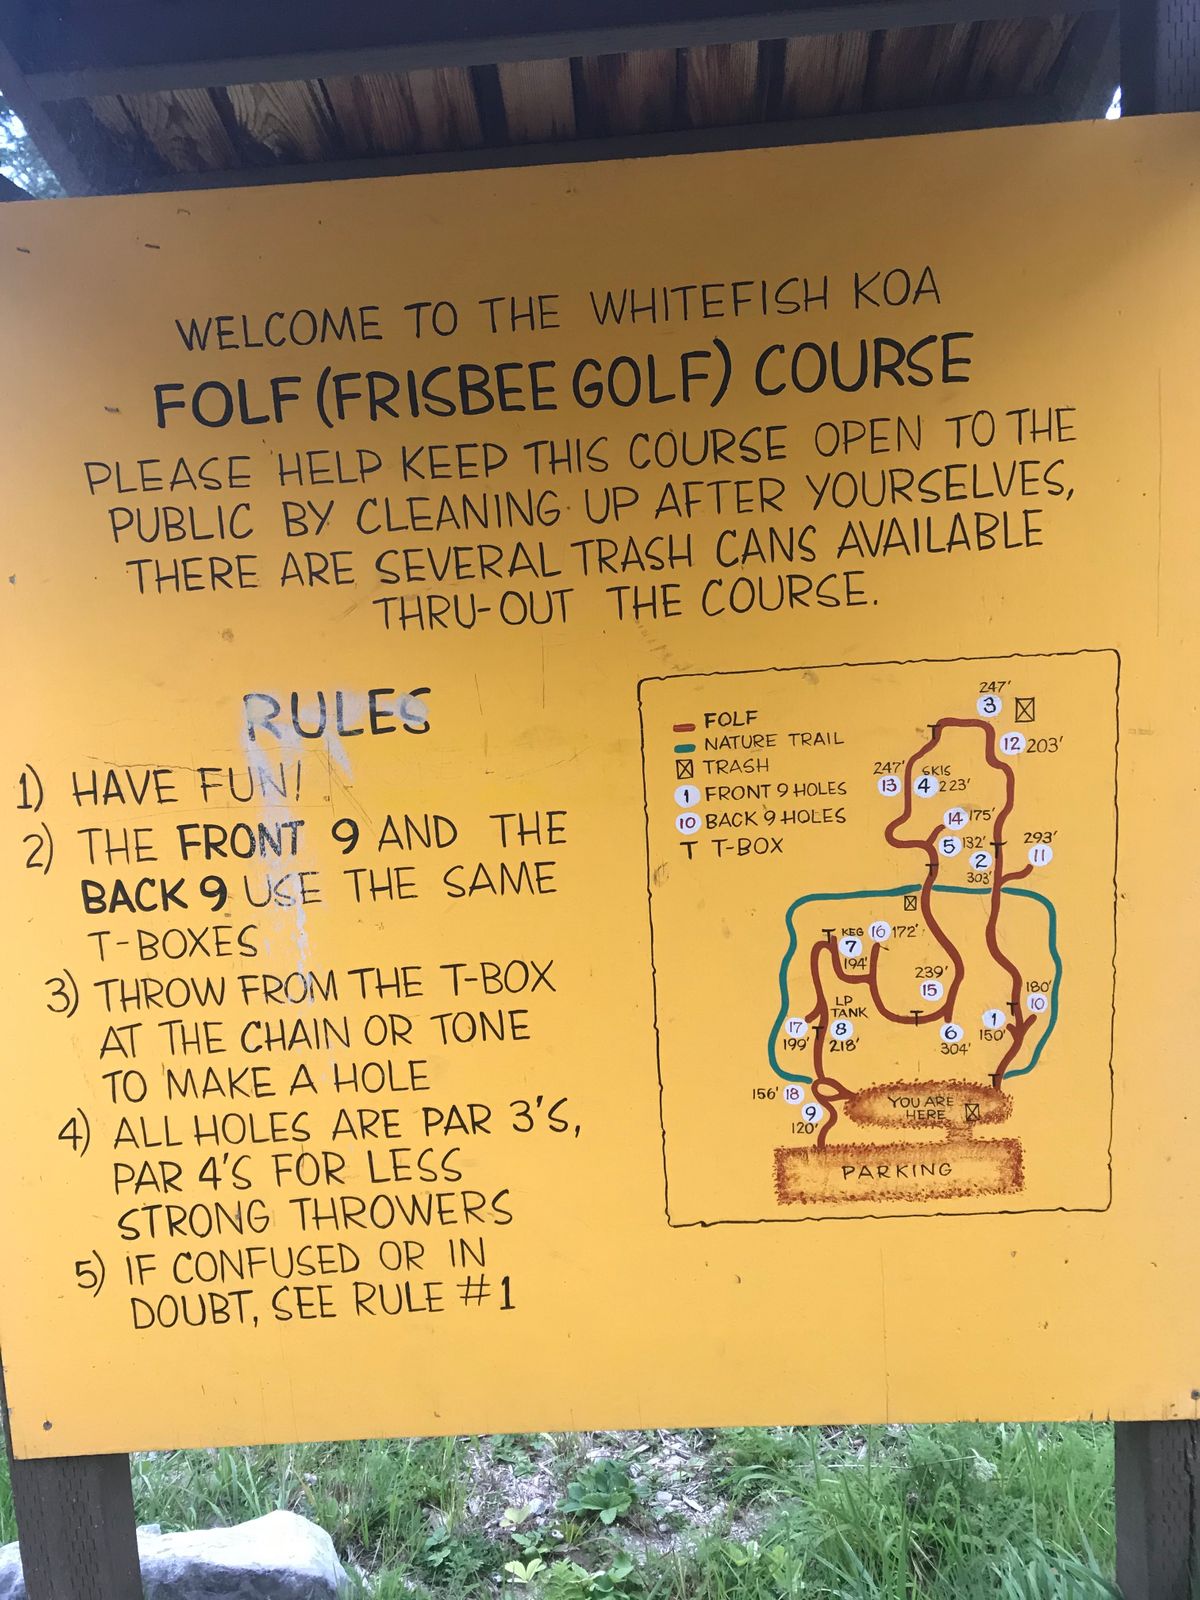 WELCOME TO THE WHITEFISH KOA
FOLF (FRISBEE GOLF) COURSE
PLEASE HELP KEEP THIS COURSE OPEN TO THE
PUBLIC BY CLEANING UP AFTER YOURSELVES,
THERE ARE SEVERAL TRASH CANS AVAILABLE
THRU-OUT THE COURSE.
RULES
1) HAVE FUN!
2) THE FRONT 9 AND THE
BACK 9 USE THE SAME
T-BOXES
3) THROW FROM THE T-BOX
AT THE CHAIN OR TONE
TO MAKE A HOLE
4) ALL HOLES ARE PAR 3'S,
PAR 4'S FOR LESS
STRONG THROWERS
5) IF CONFUSED OR IN
DOUBT, SEE RULE #1
FOLF
NATURE TRAIL
TRASH
1 FRONT 9 HOLES
10 BACK 9 HOLES
T T-BOX
247'
3
12 203'
T
247'
13
SKIS
4 223'
14 175'
5 132'
T
2
303'
293'
11
T
T KEG 16 172'
7
194'
239'
15
180'
10
T
LP
TANK
17
199'
T
8
218'
T
6
304'
1
150'
T
156' 18
9
120'
YOU ARE
HERE
PARKING